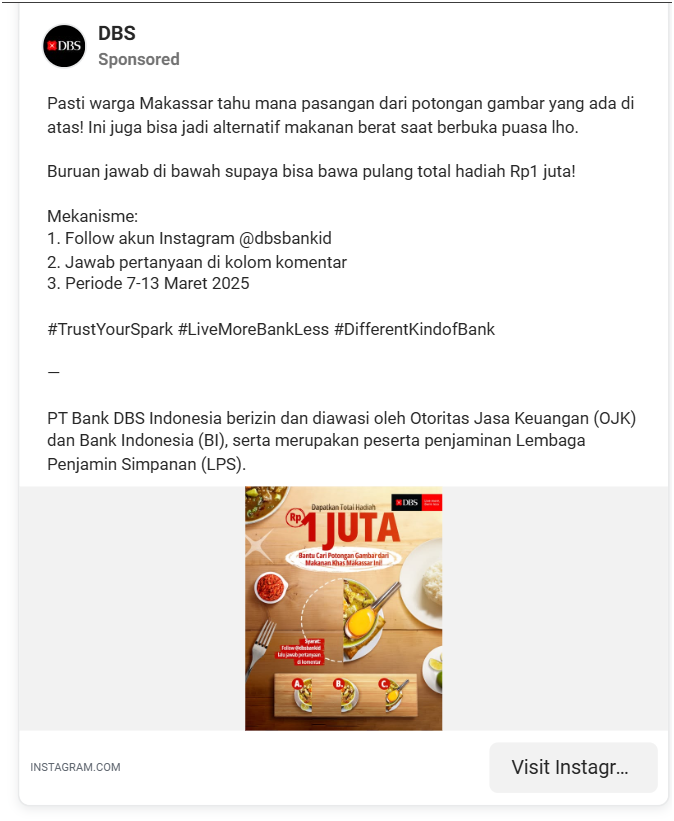 DBS
DBS
Sponsored
Pasti warga Makassar tahu mana pasangan dari potongan gambar yang ada di
atas! Ini juga bisa jadi alternatif makanan berat saat berbuka puasa lho.
Buruan jawab di bawah supaya bisa bawa pulang total hadiah Rp1 juta!
Mekanisme:
1. Follow akun Instagram @dbsbankid
2. Jawab pertanyaan di kolom komentar
3. Periode 7-13 Maret 2025
#TrustYourSpark #LiveMoreBankLess #DifferentKindofBank
—
PT Bank DBS Indonesia berizin dan diawasi oleh Otoritas Jasa Keuangan (OJK)
dan Bank Indonesia (BI), serta merupakan peserta penjaminan Lembaga
Penjamin Simpanan (LPS).
DBS
Dapatkan Total Hadiah
Rp 1 JUTA
Bantu Cari Potongan Gambar dari
Makanan Khas Makassar Ini!
Syarat:
Follow @dbsbankid
lalu jawab pertanyaan
di komentar
A. B. C.
INSTAGRAM.COM
Visit Instagr...